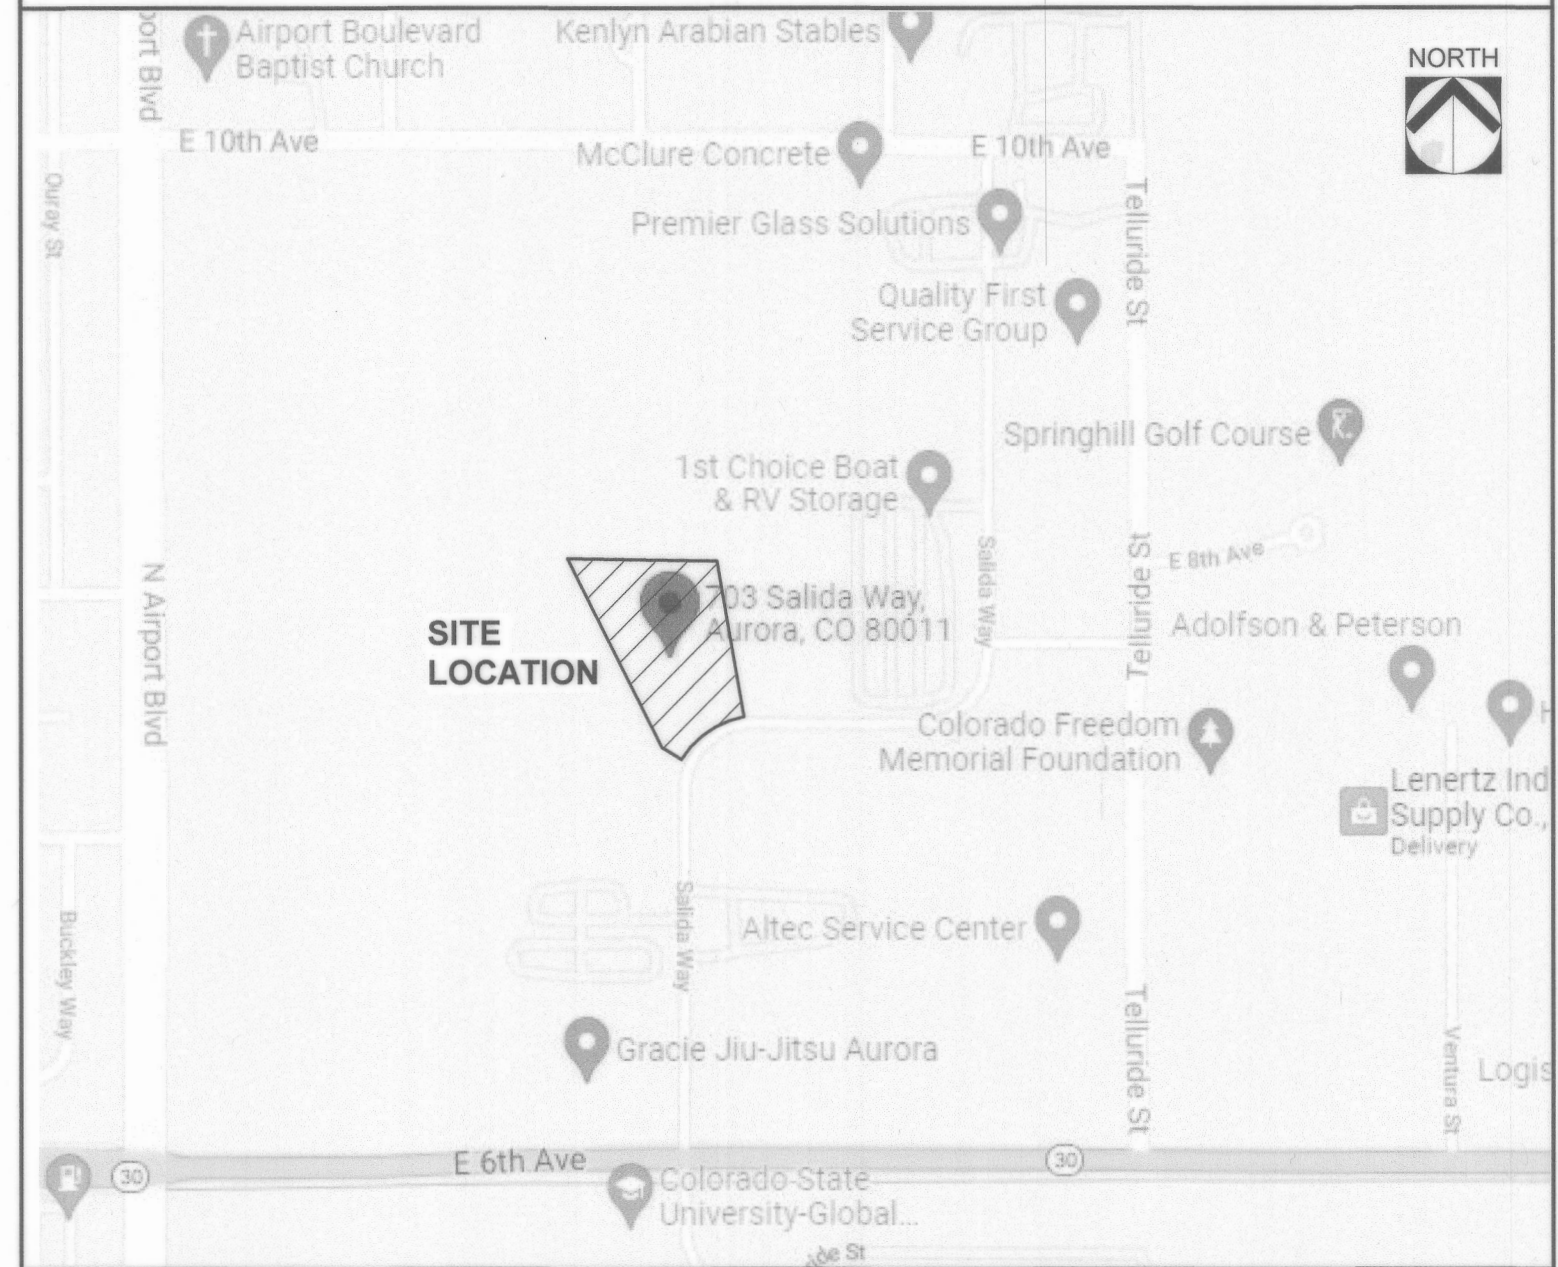 port Blvd
Airport Boulevard
Baptist Church
Kenlyn Arabian Stables
NORTH
E 10th Ave
McClure Concrete
E 10th Ave
Ouray St
Premier Glass Solutions
Telluride St
Quality First
Service Group
Springhill Golf Course
1st Choice Boat
& RV Storage
Salida Way
Telluride St
E 8th Ave
N Airport Blvd
703 Salida Way,
Aurora, CO 80011
SITE
LOCATION
Adolfson & Peterson
H
Colorado Freedom
Memorial Foundation
Lenertz Ind
Supply Co.,
Delivery
Buckley Way
Salida Way
Altec Service Center
Telluride St
Gracie Jiu-Jitsu Aurora
Ventura St
Logis
E 6th Ave
30
30
Colorado State
University-Global...
ide St